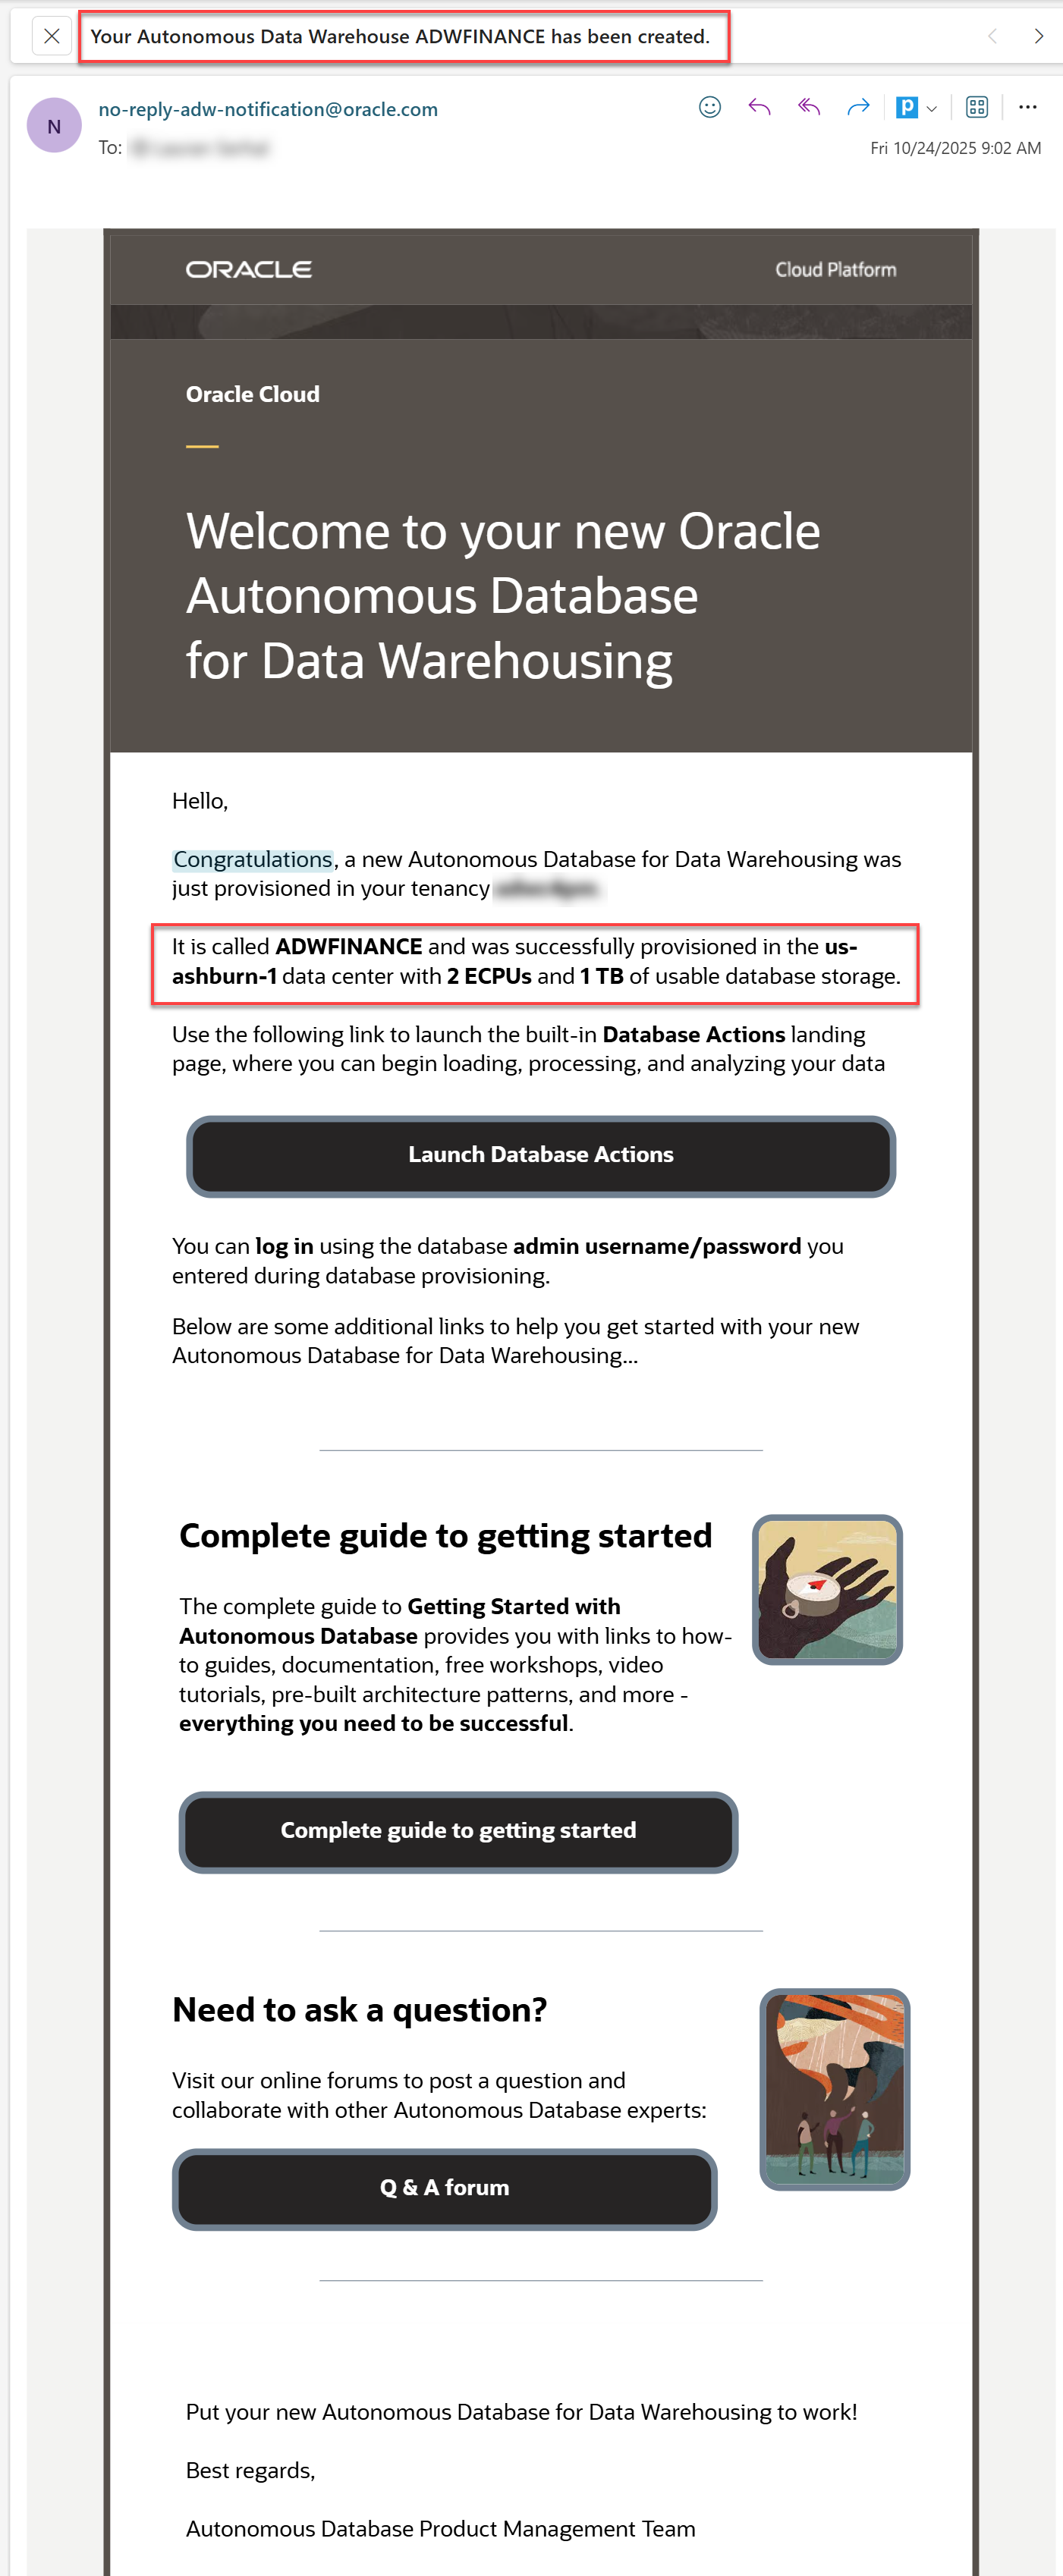 Your Autonomous Data Warehouse ADWFINANCE has been created.
N
no-reply-adw-notification@oracle.com
To:
Fri 10/24/2025 9:02 AM
ORACLE
Cloud Platform
Oracle Cloud
Welcome to your new Oracle
Autonomous Database
for Data Warehousing
Hello,
Congratulations, a new Autonomous Database for Data Warehousing was
just provisioned in your tenancy
It is called ADWFINANCE and was successfully provisioned in the us-
ashburn-1 data center with 2 ECPUs and 1 TB of usable database storage.
Use the following link to launch the built-in Database Actions landing
page, where you can begin loading, processing, and analyzing your data
Launch Database Actions
You can log in using the database admin username/password you
entered during database provisioning.
Below are some additional links to help you get started with your new
Autonomous Database for Data Warehousing...
Complete guide to getting started
The complete guide to Getting Started with
Autonomous Database provides you with links to how-
to guides, documentation, free workshops, video
tutorials, pre-built architecture patterns, and more -
everything you need to be successful.
Complete guide to getting started
Need to ask a question?
Visit our online forums to post a question and
collaborate with other Autonomous Database experts:
Q & A forum
Put your new Autonomous Database for Data Warehousing to work!
Best regards,
Autonomous Database Product Management Team